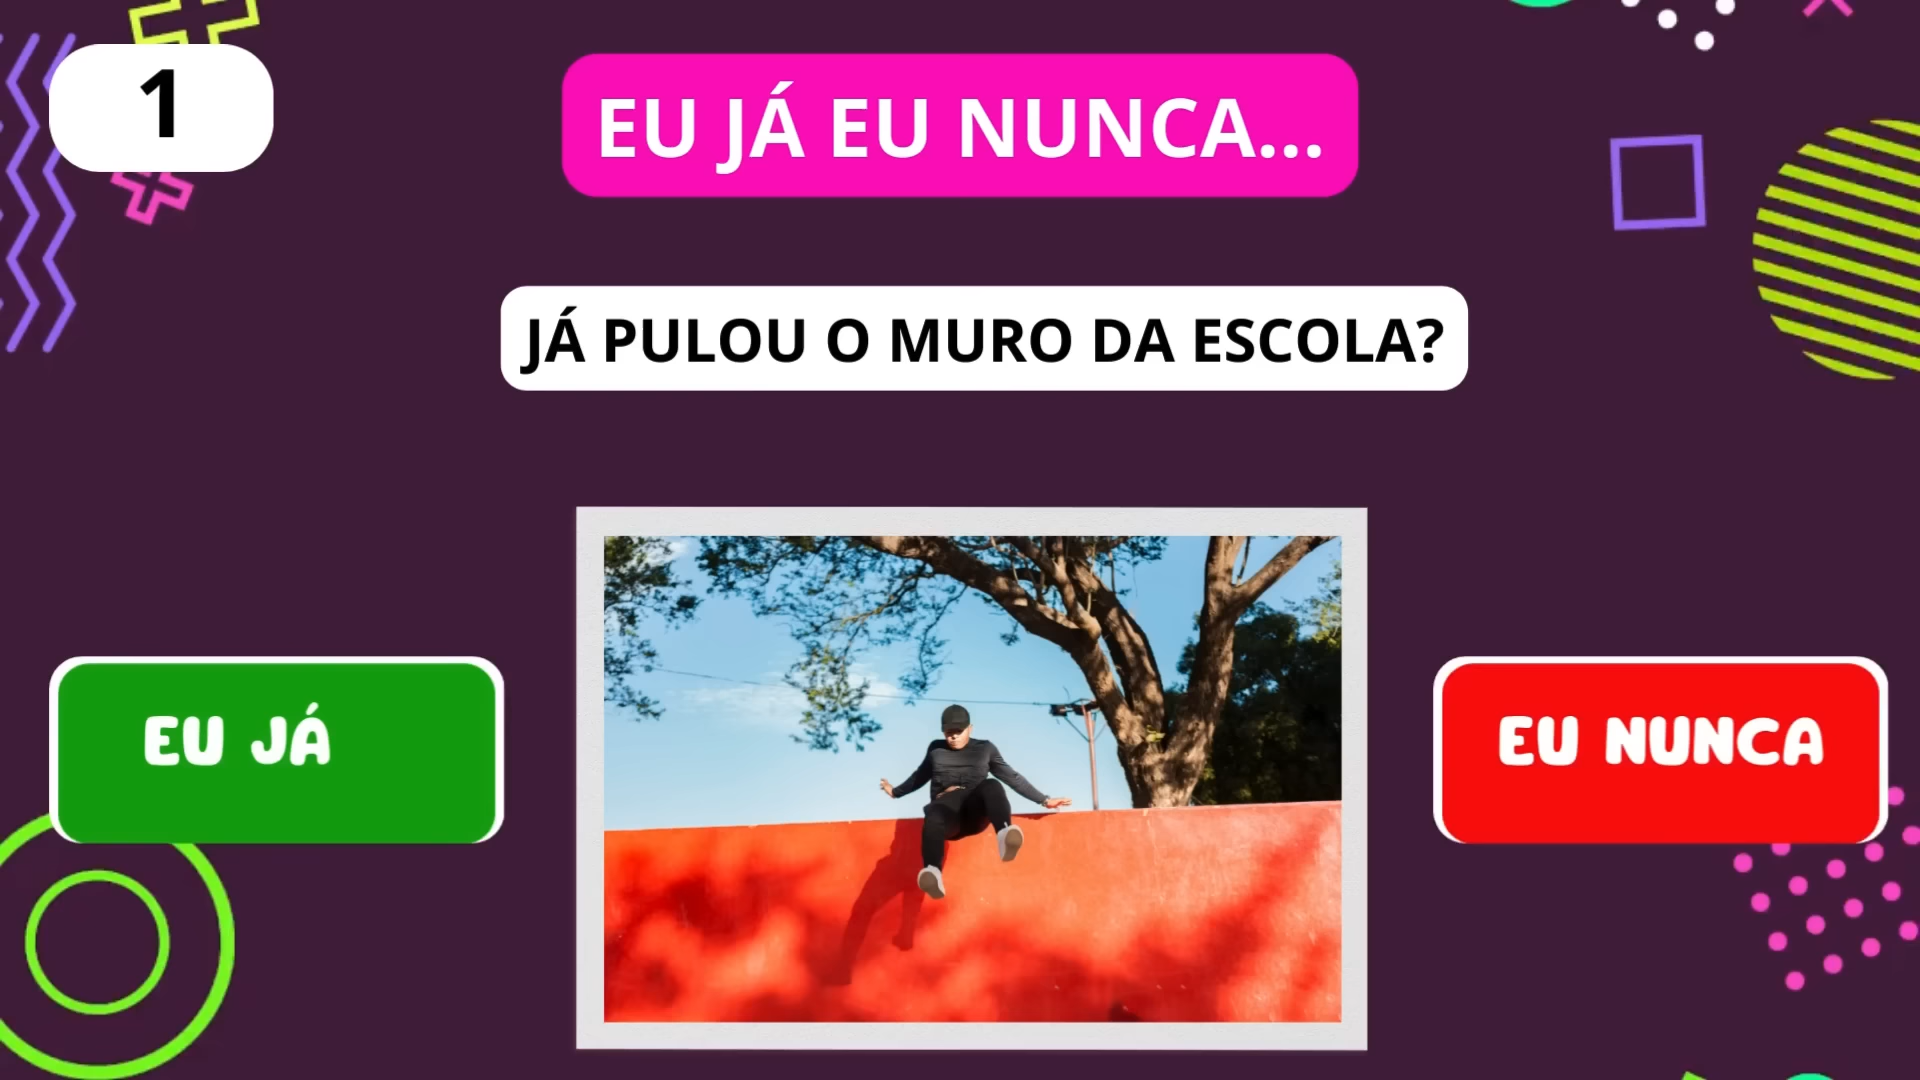 1
EU JÁ EU NUNCA...
JÁ PULOU O MURO DA ESCOLA?
EU JÁ
EU NUNCA